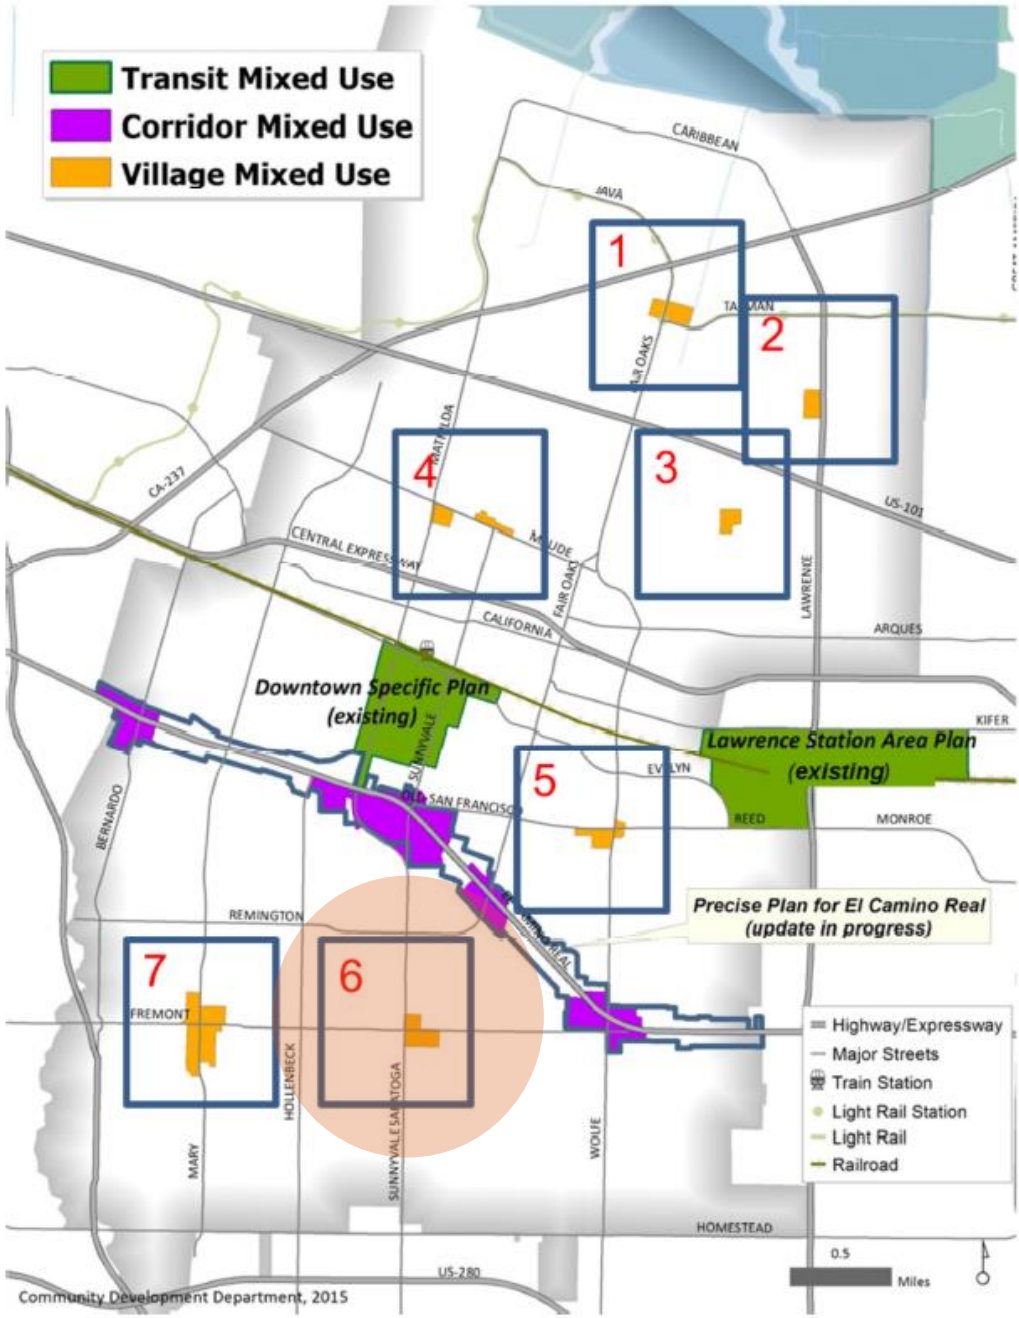 Transit Mixed Use
Corridor Mixed Use
Village Mixed Use
CARIBBEAN
JAVA
1
TASMAN
2
FAIR OAKS
MATHILDA
4
3
CA-237
US-101
MAUDE
CENTRAL EXPRESSWAY
FAIR OAKS
LAWRENCE
CALIFORNIA
ARQUES
Downtown Specific Plan
(existing)
SUNNYVALE
KIFER
Lawrence Station Area Plan
(existing)
5
EVELYN
BERNARDO
OLD SAN FRANCISCO
REED
MONROE
REMINGTON
EL CAMINO REAL
Precise Plan for El Camino Real
(update in progress)
7
6
FREMONT
HOLLENBECK
SUNNYVALE SARATOGA
MARY
WOLFE
Highway/Expressway
Major Streets
Train Station
Light Rail Station
Light Rail
Railroad
HOMESTEAD
0.5
Miles
US-280
Community Development Department, 2015